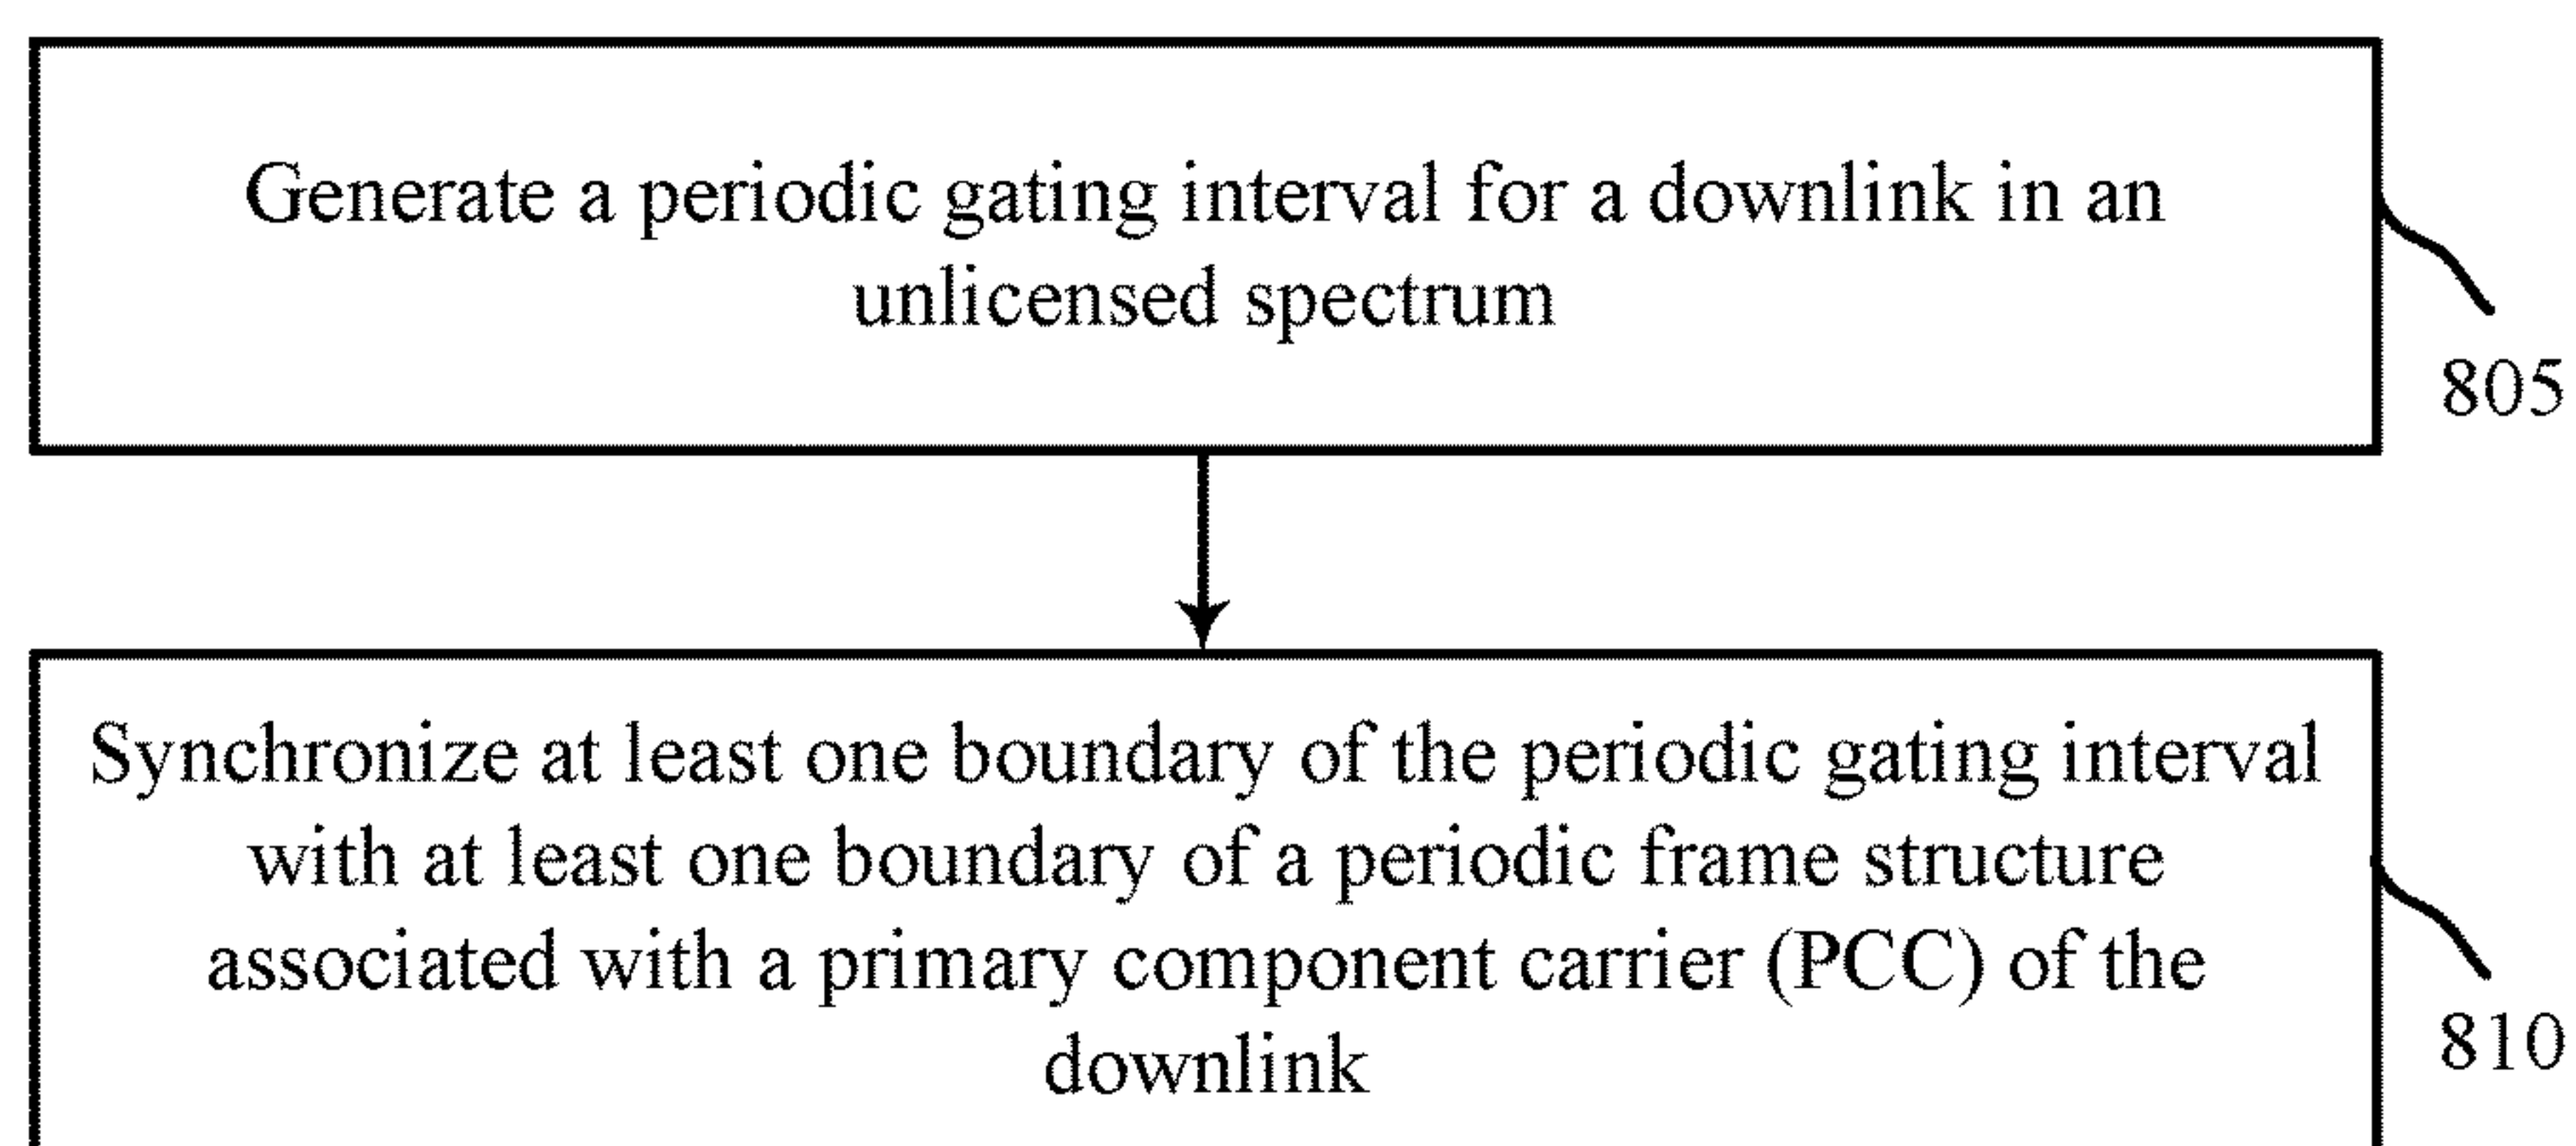 Generate a periodic gating interval for a downlink in an
unlicensed spectrum
805
Synchronize at least one boundary of the periodic gating interval
with at least one boundary of a periodic frame structure
associated with a primary component carrier (PCC) of the
downlink
810